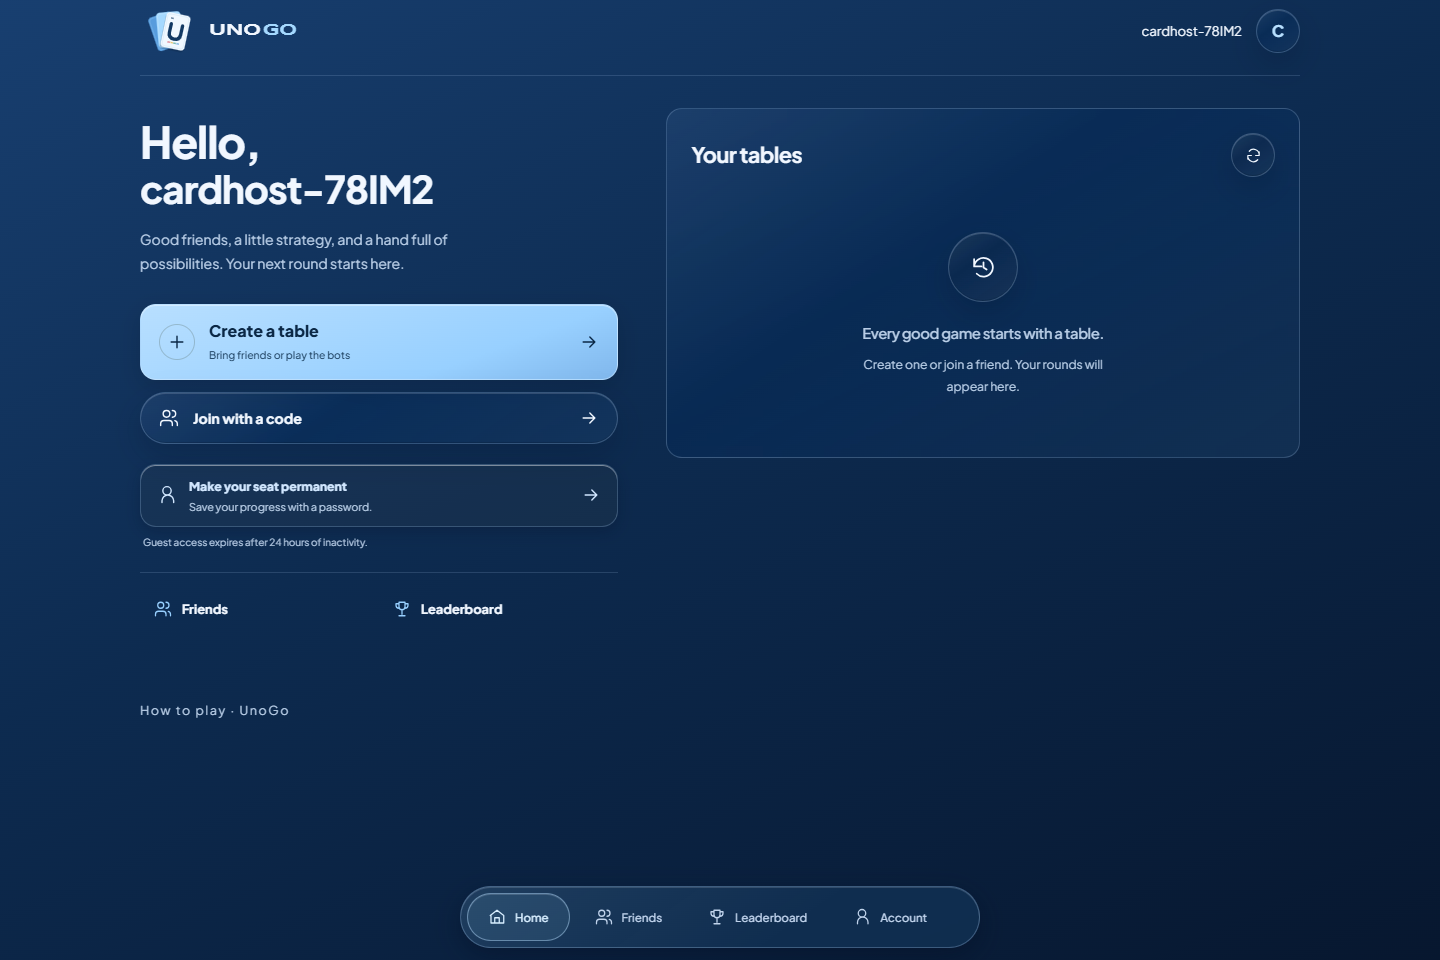 U UNOGO
cardhost-78IM2
C
Hello,
cardhost-78IM2
Good friends, a little strategy, and a hand full of
possibilities. Your next round starts here.
Create a table
Bring friends or play the bots
Join with a code
Make your seat permanent
Save your progress with a password.
Guest access expires after 24 hours of inactivity.
Friends
Leaderboard
How to play · UnoGo
Your tables
Every good game starts with a table.
Create one or join a friend. Your rounds will
appear here.
Home
Friends
Leaderboard
Account